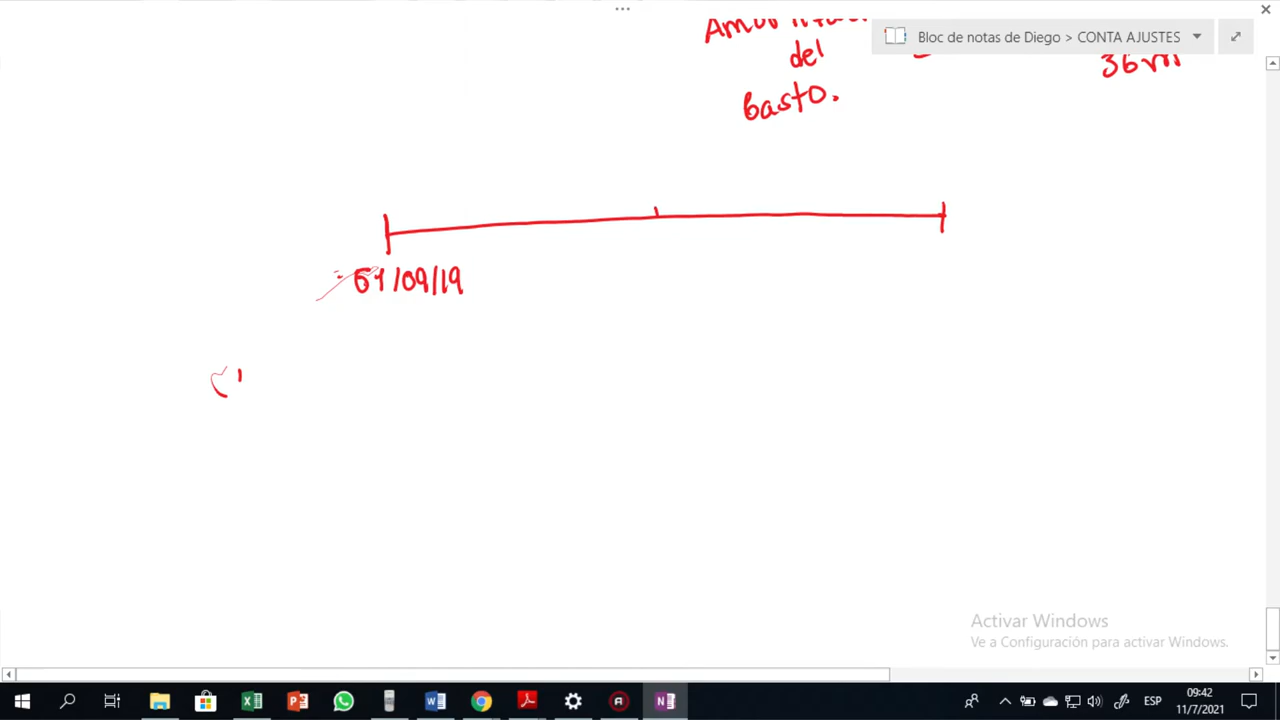 Bloc de notas de Diego > CONTA AJUSTES
del
Gasto.
01/09/19
Activar Windows
Ve a Configuración para activar Windows.
ESP
09:42
11/7/2021